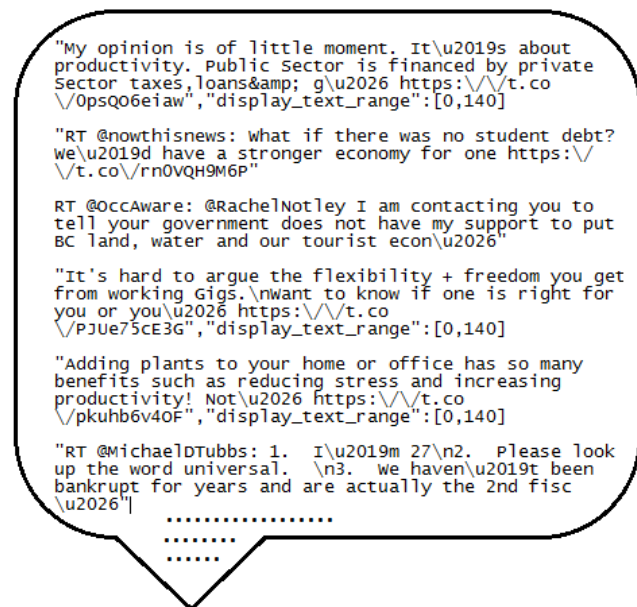 "My opinion is of little moment. It\u2019s about
productivity. Public Sector is financed by private
Sector taxes,loans&amp; g\u2026 https:\/\/t.co
\/OpsQO6eiaw","display_text_range":[0,140]
"RT @nowthisnews: What if there was no student debt?
We\u2019d have a stronger economy for one https:\/
\/t.co\/rnOVQH9M6P"
RT @OccAware: @RachelNotley I am contacting you to
tell your government does not have my support to put
BC land, water and our tourist econ\u2026"
"It's hard to argue the flexibility + freedom you get
from working Gigs.\nWant to know if one is right for
you or you\u2026 https:\/\/t.co
\/PJUe75cE3G","display_text_range":[0,140]
"Adding plants to your home or office has so many
benefits such as reducing stress and increasing
productivity! Not\u2026 https:\/\/t.co
\/pkuhb6v4OF","display_text_range":[0,140]
"RT @MichaelDTubbs: 1.  I\u2019m 27\n2.  Please look
up the word universal.  \n3.  We haven\u2019t been
bankrupt for years and are actually the 2nd fisc
\u2026"
..................
........
......